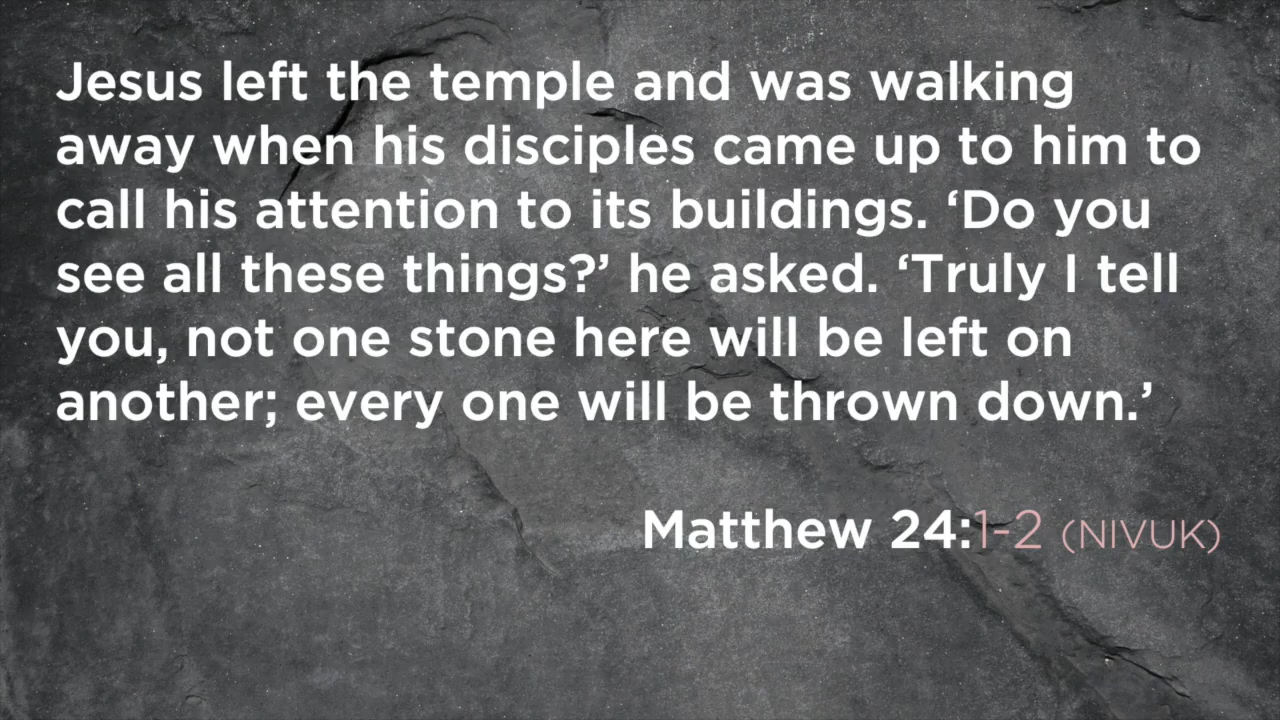 Jesus left the temple and was walking
away when his disciples came up to him to
call his attention to its buildings. ‘Do you
see all these things?’ he asked. ‘Truly I tell
you, not one stone here will be left on
another; every one will be thrown down.’
Matthew 24:1-2 (NIVUK)